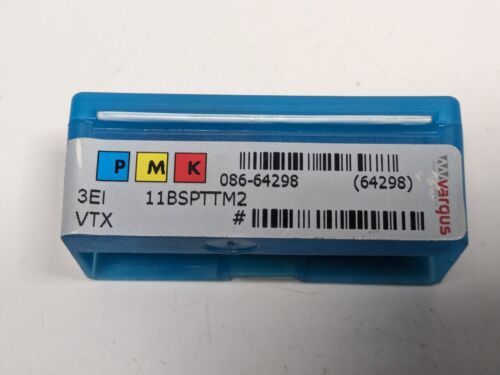 P M K
086-64298 (64298)
3EI 11BSPTTM2
VTX #
vargus